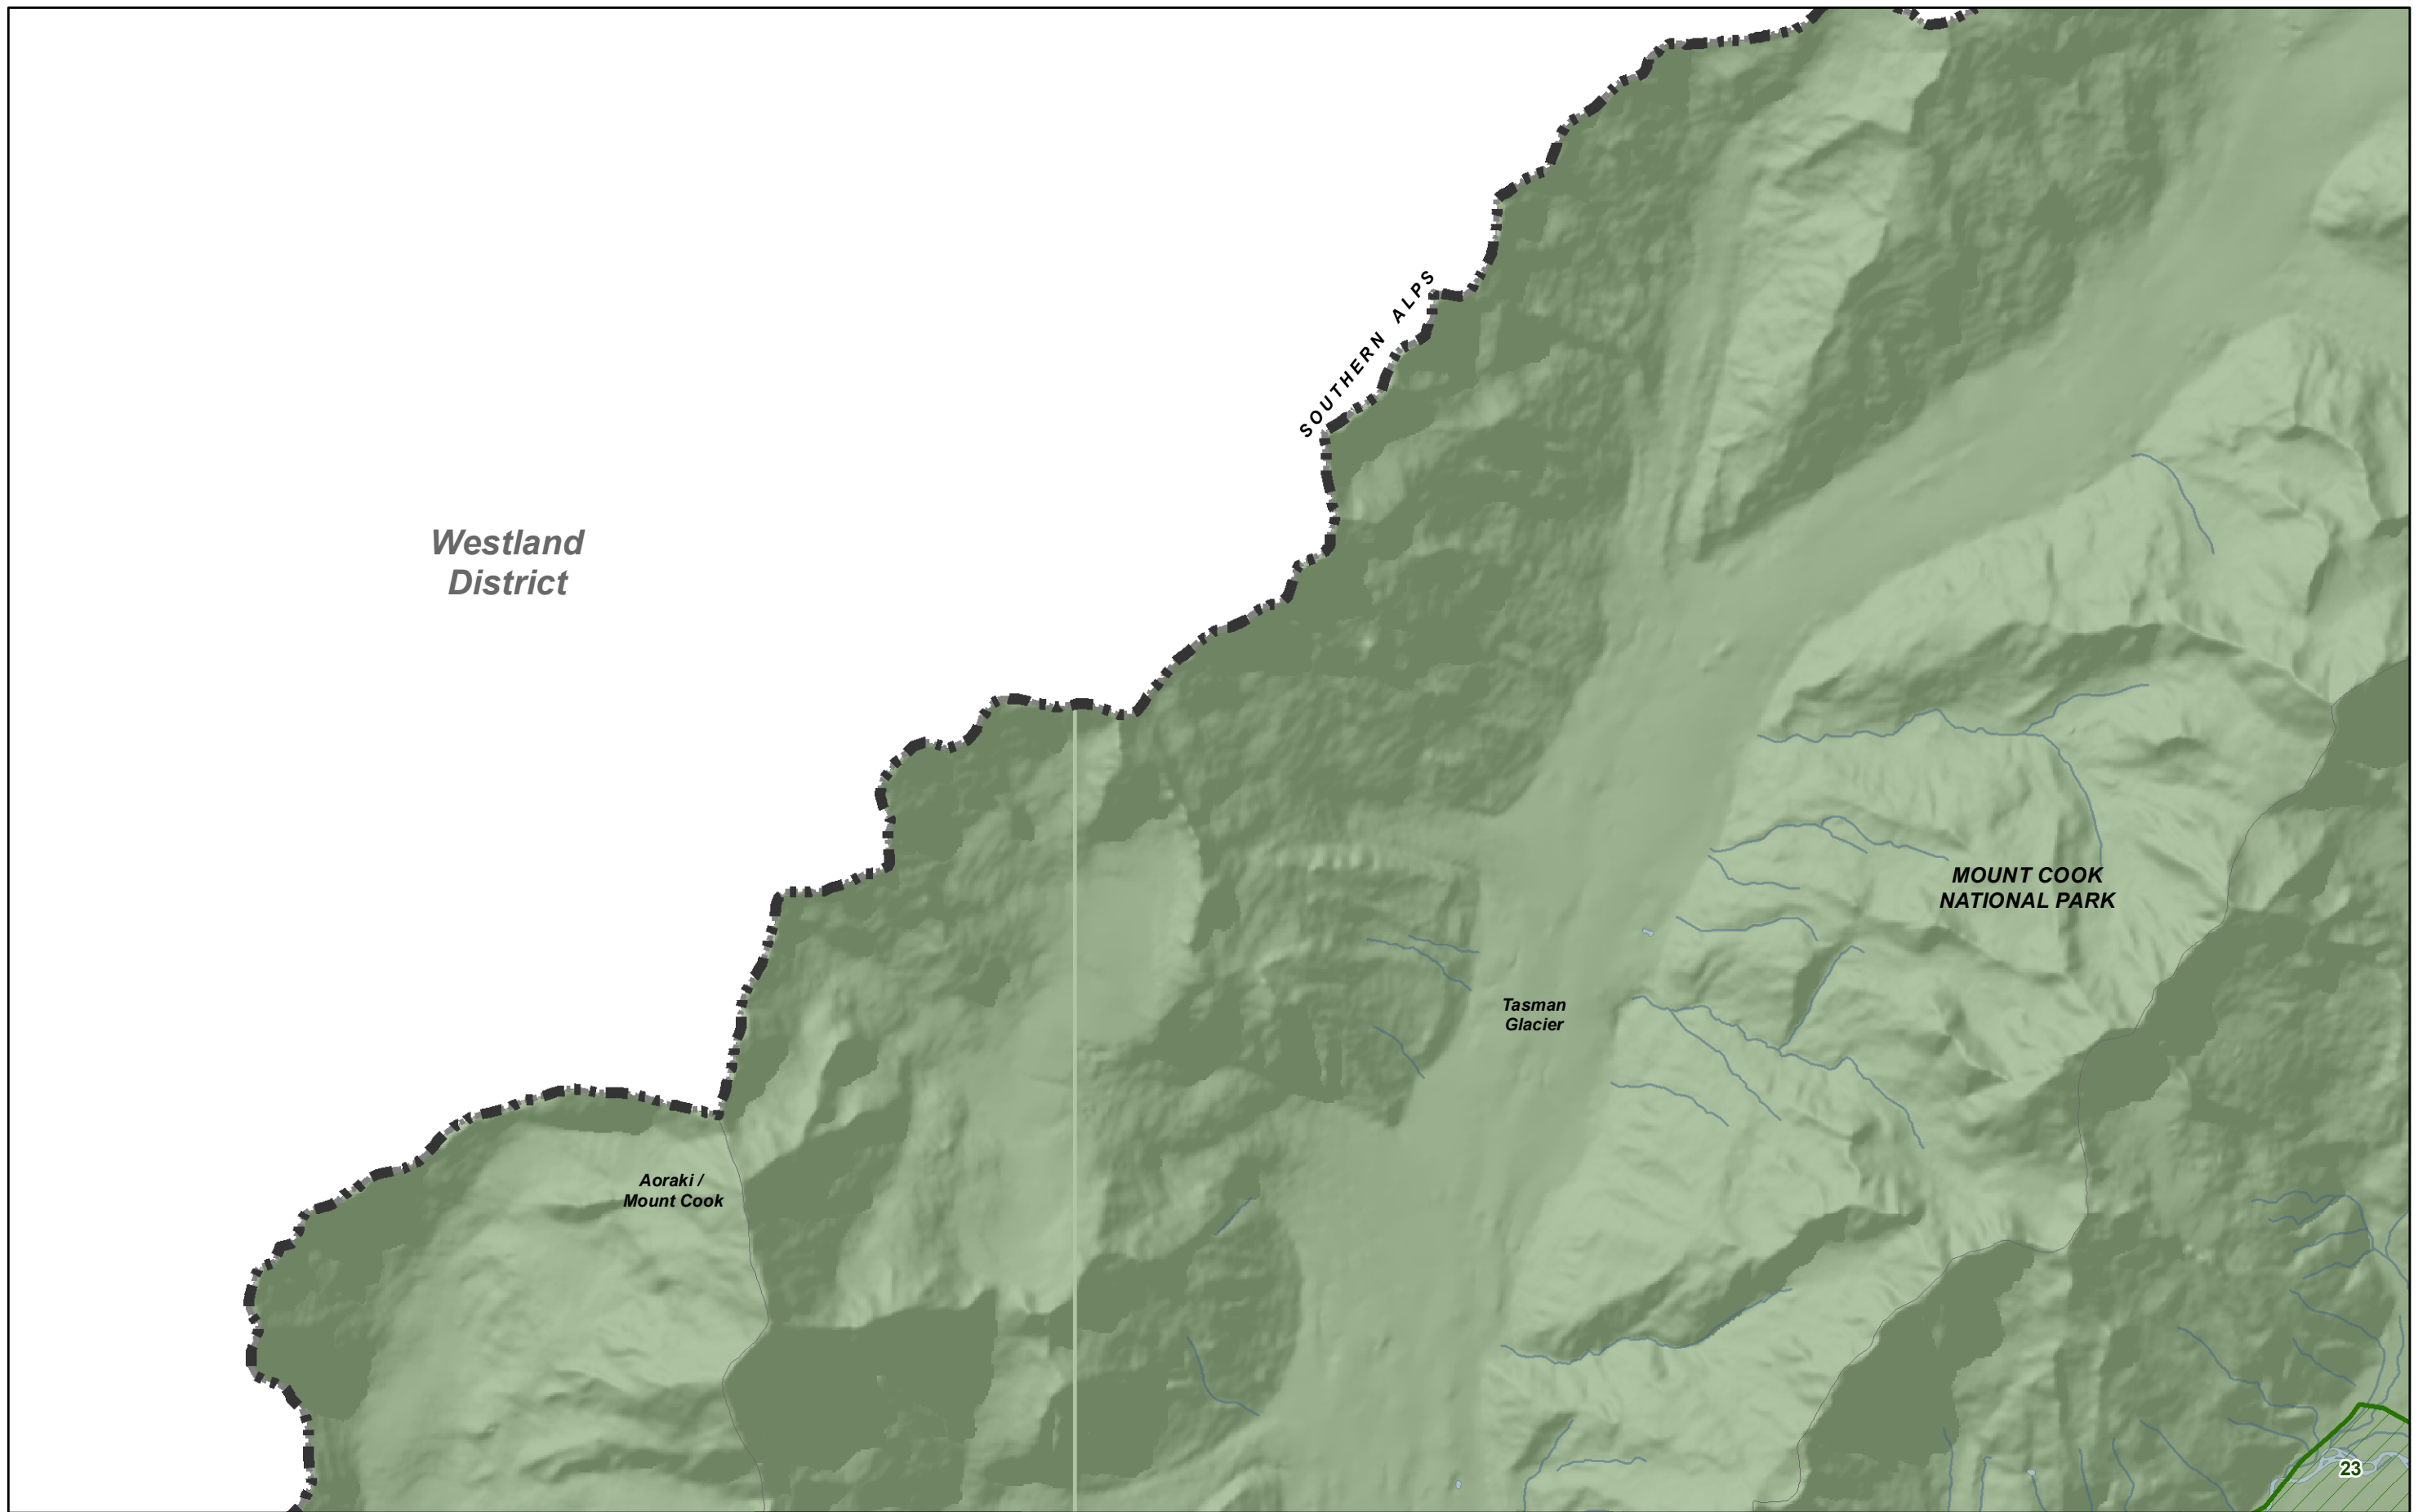 SOUTHERN ALPS
Westland
District
MOUNT COOK
NATIONAL PARK
Tasman
Glacier
Aoraki /
Mount Cook
23